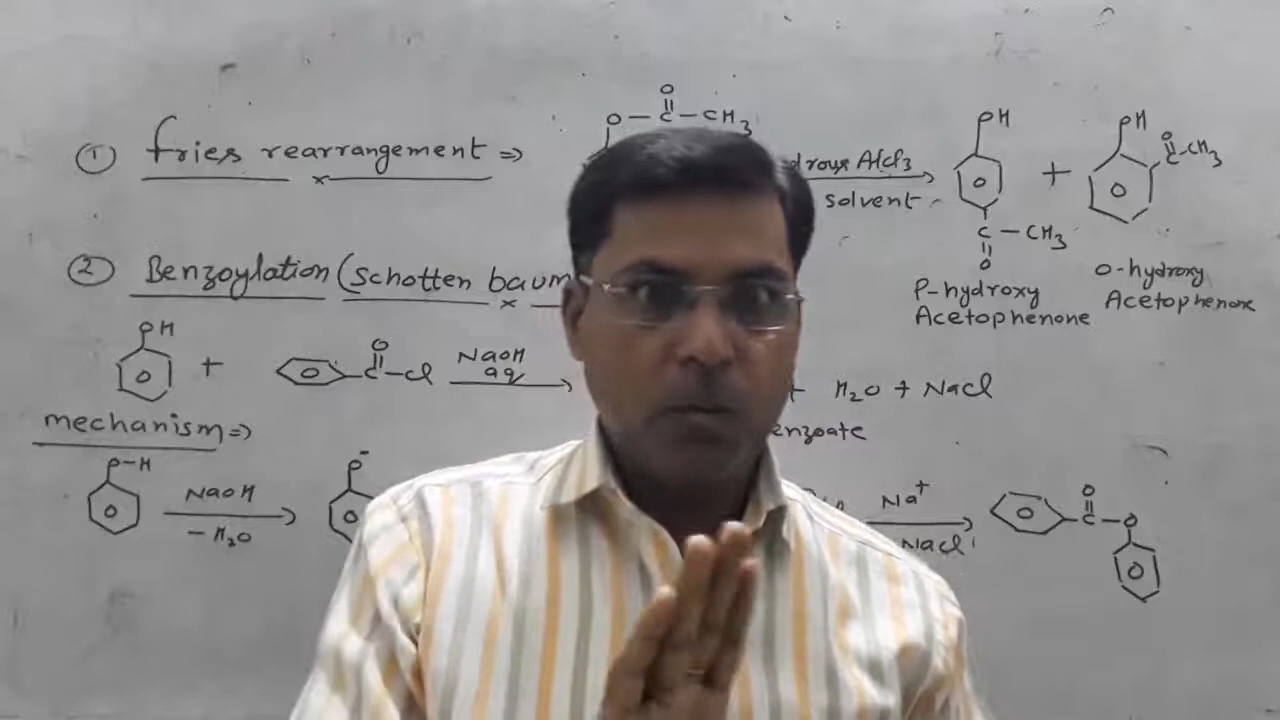 ① fries rearrangement ⇒
O
O - C - CH3
drous AlCl3
solvent
OH
C - CH3
O
P-hydroxy
Acetophenone
+
OH
O
C-CH3
O-hydroxy
Acetophenone
② Benzoylation (Schotten baum
OH
+
O
C-Cl
NaOH
aq
+ H2O + NaCl
enzoate
mechanism ⇒
O-H
NaOH
- H2O
O-
Na+
NaCl
O
C-O